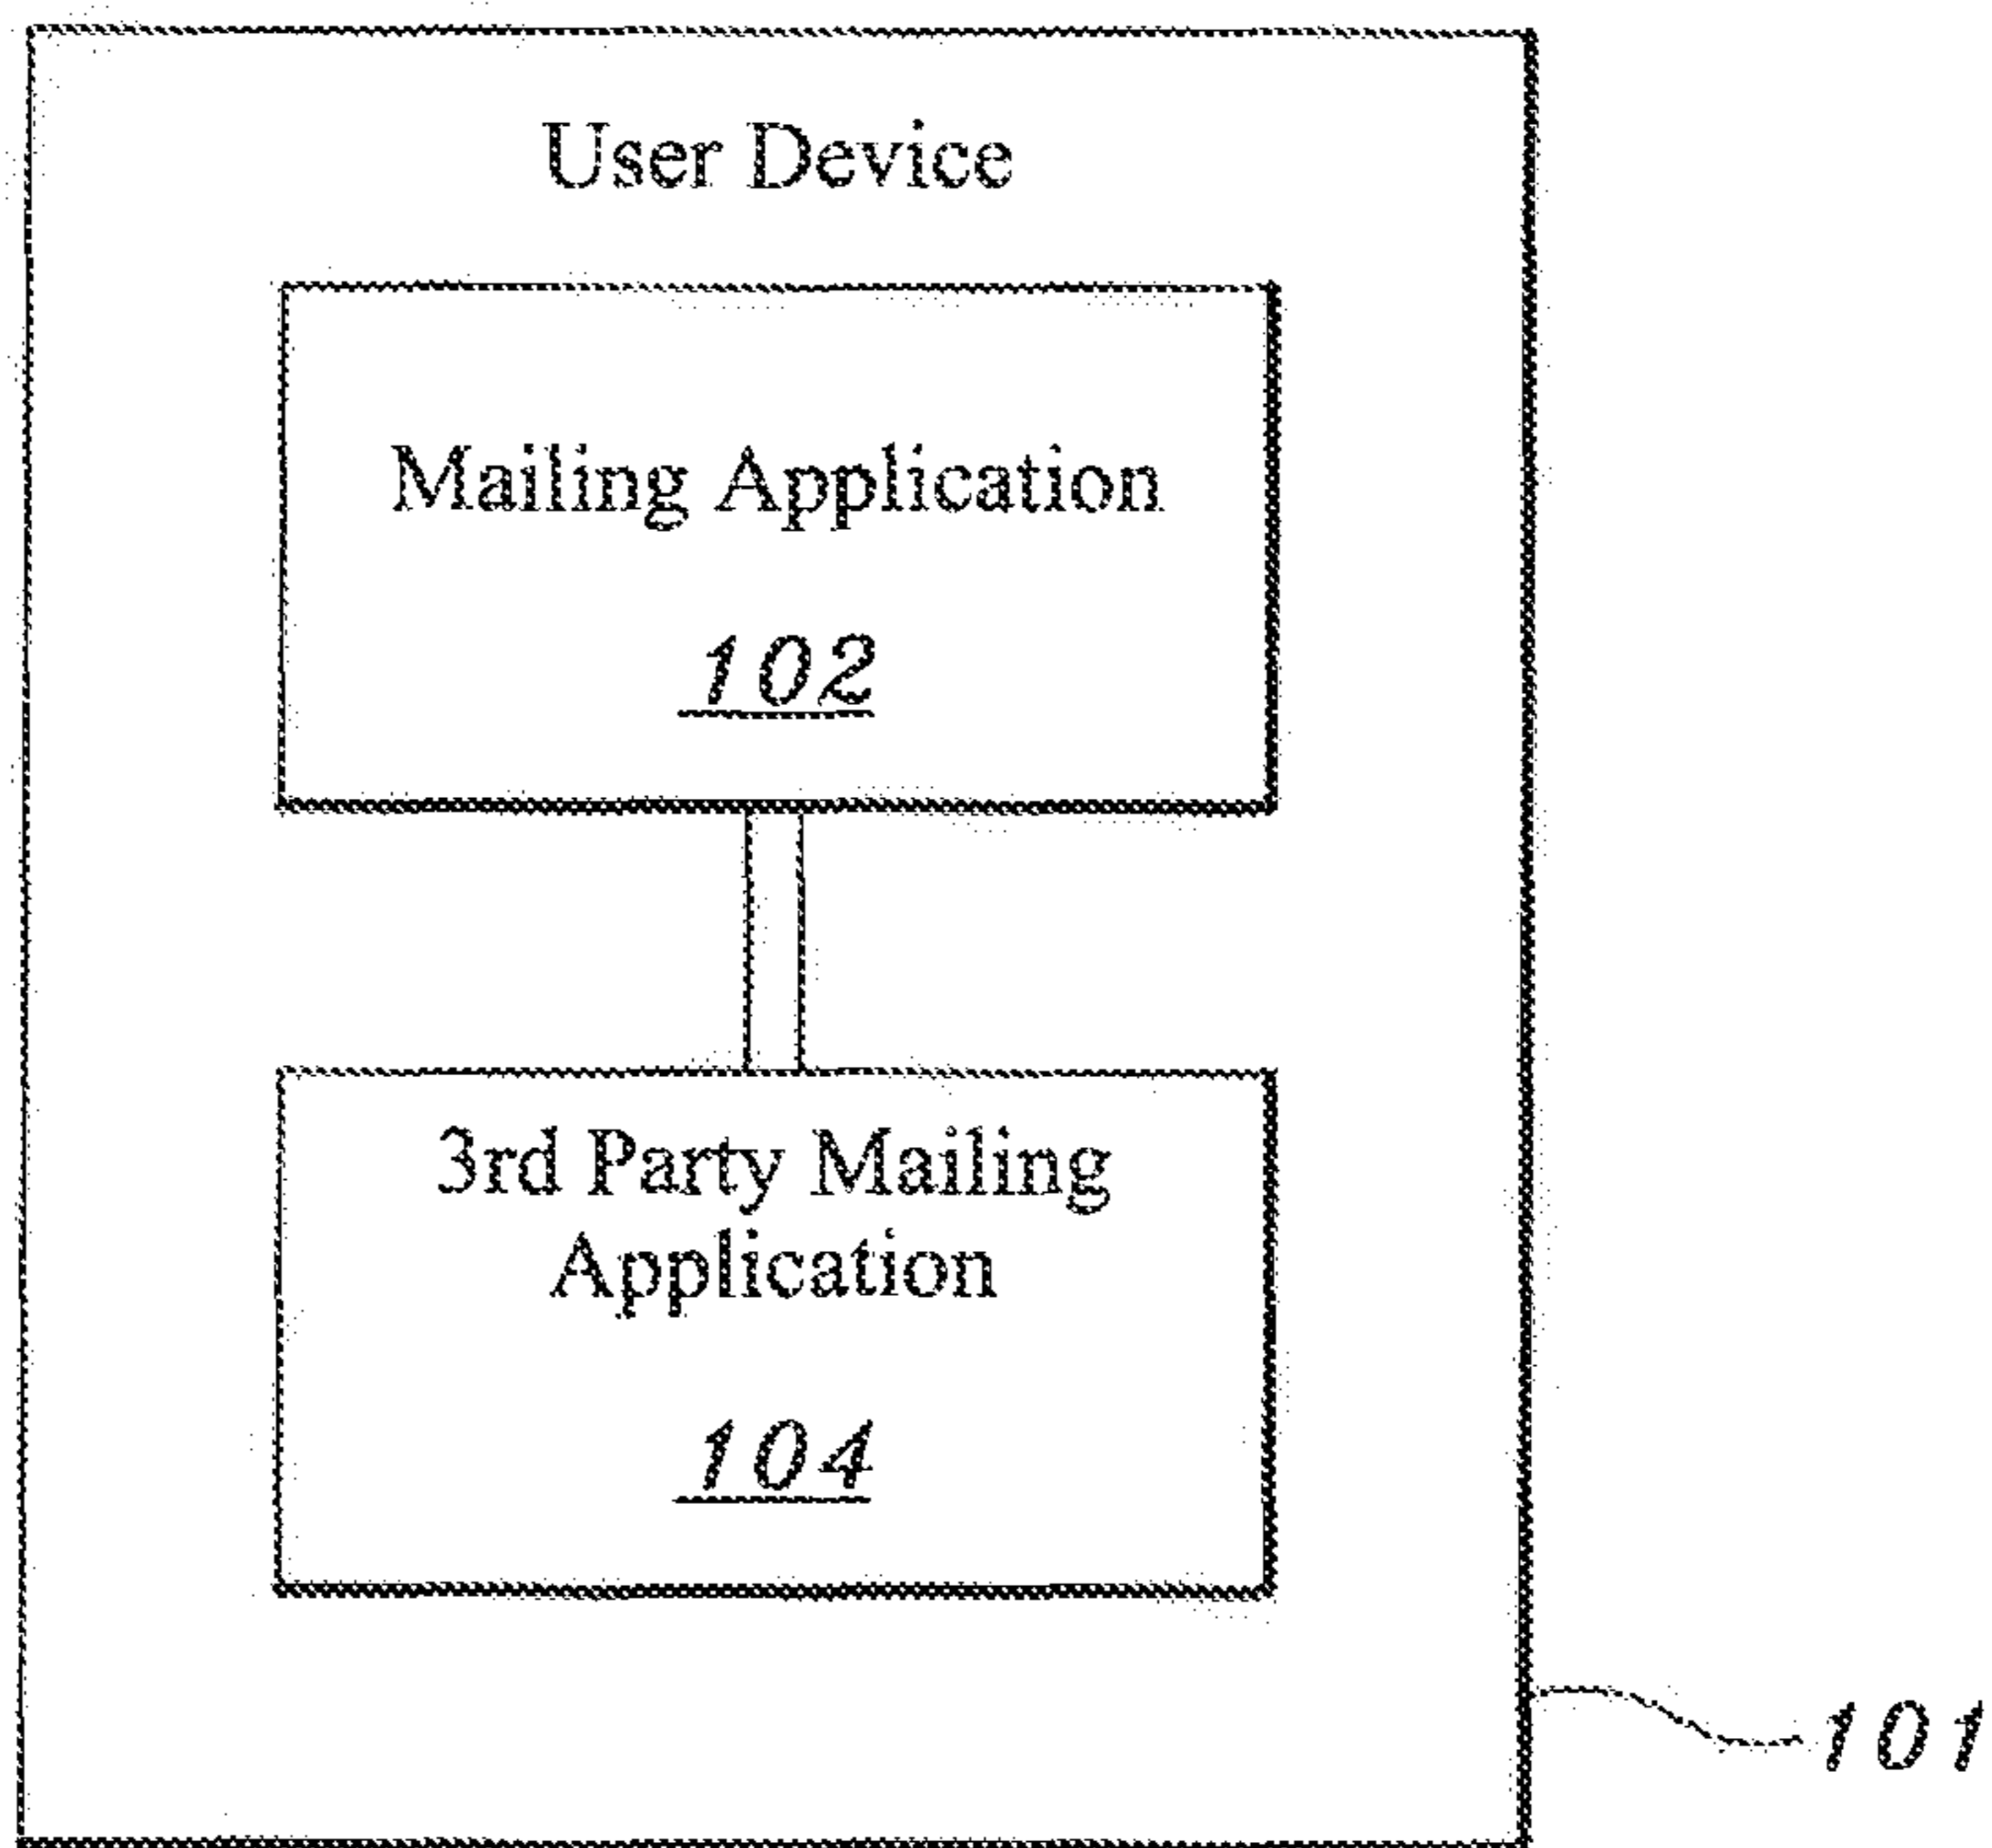 User Device
Mailing Application
102
3rd Party Mailing
Application
104
101